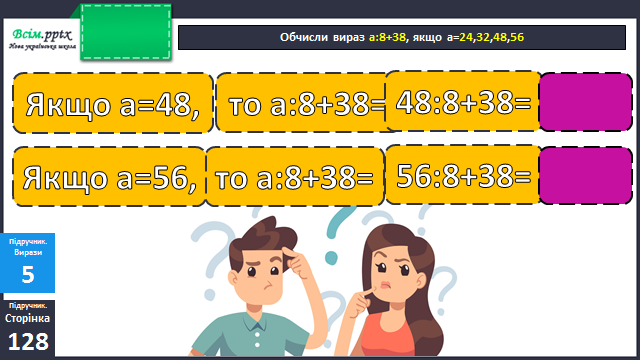 Всім.pptx
Нова українська школа
Обчисли вираз а:8+38, якщо а=24,32,48,56
Якщо а=48, то а:8+38= 48:8+38=
Якщо а=56, то а:8+38= 56:8+38=
Підручник.
Вирази
5
Підручник.
Сторінка
128